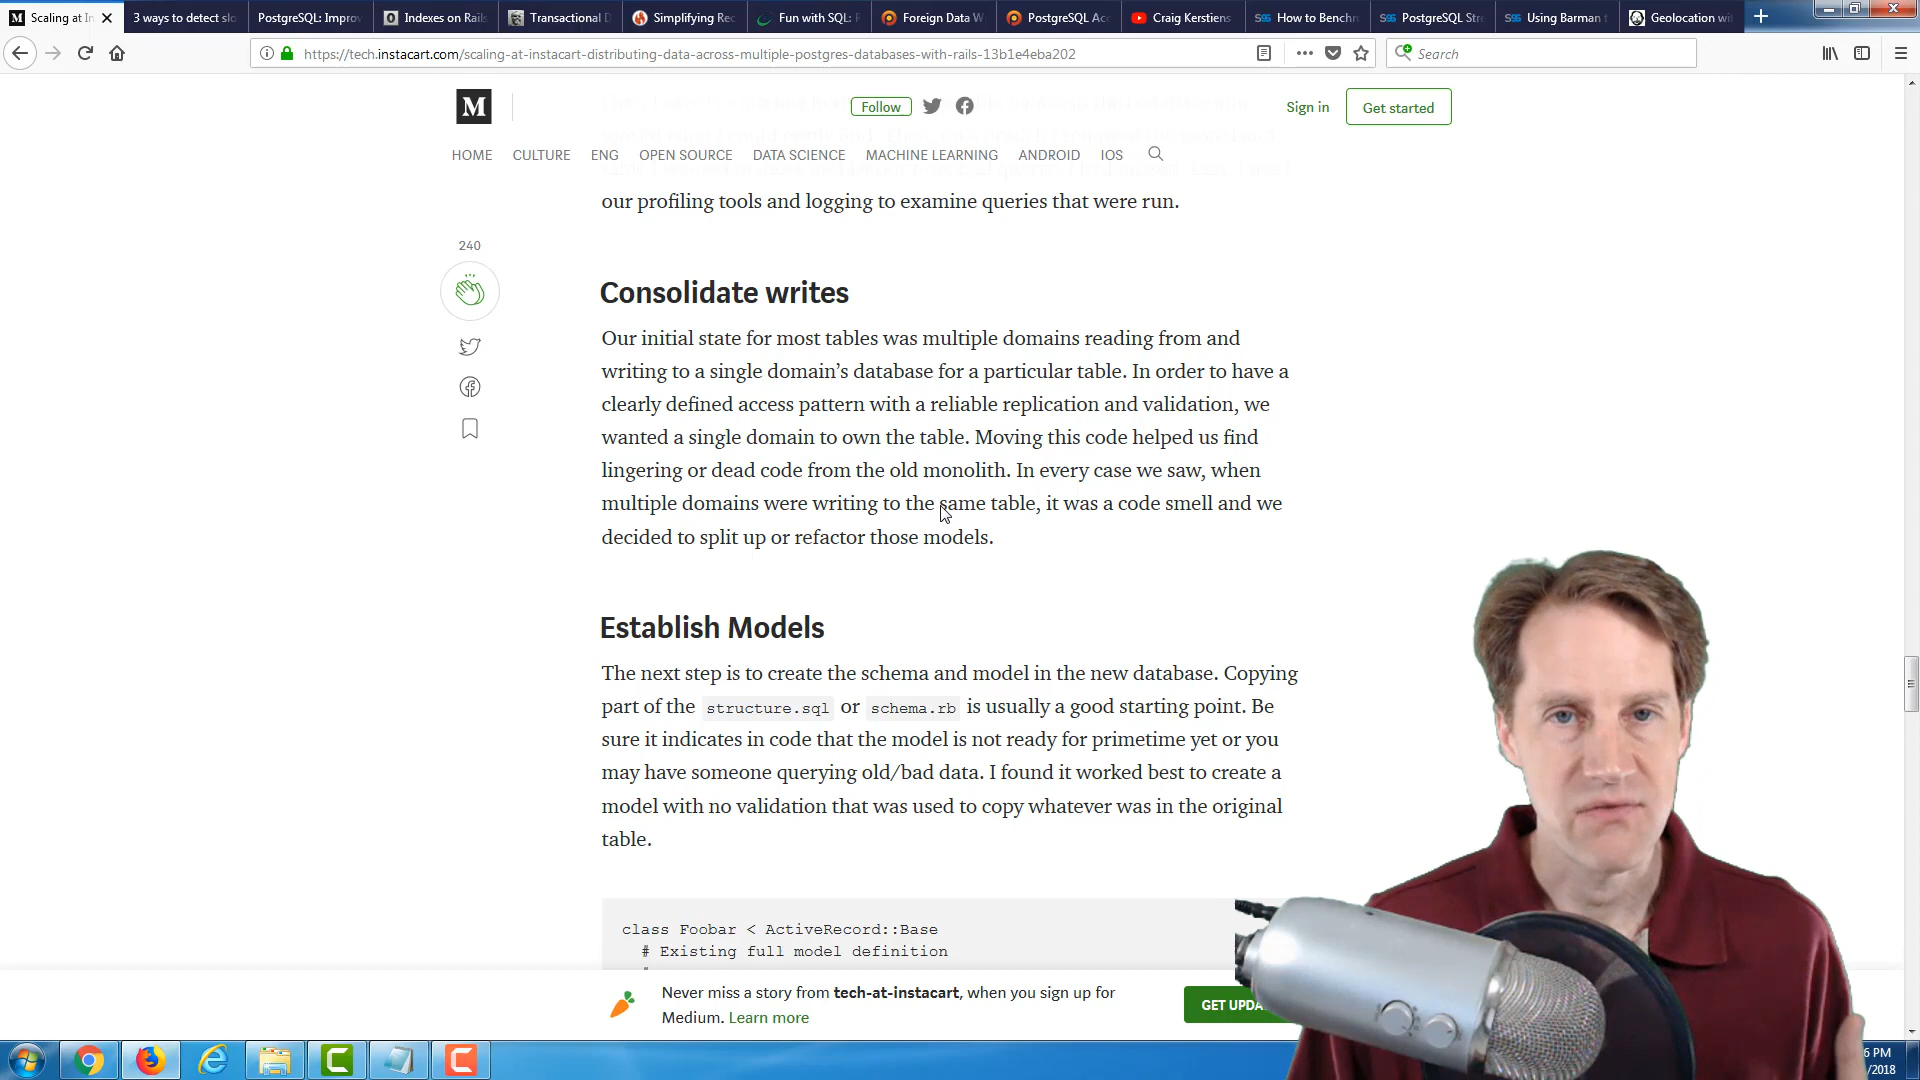 Scaling at In
3 ways to detect slo
PostgreSQL: Improv
Indexes on Rails
Transactional D
Simplifying Rec
Fun with SQL: P
Foreign Data W
PostgreSQL Acc
Craig Kerstiens
How to Benchm
PostgreSQL Stre
Using Barman t
Geolocation wi
https://tech.instacart.com/scaling-at-instacart-distributing-data-across-multiple-postgres-databases-with-rails-13b1e4eba202
Search
M
Follow
Sign in
Get started
HOME CULTURE ENG OPEN SOURCE DATA SCIENCE MACHINE LEARNING ANDROID IOS
our profiling tools and logging to examine queries that were run.
240
Consolidate writes
Our initial state for most tables was multiple domains reading from and
writing to a single domain’s database for a particular table. In order to have a
clearly defined access pattern with a reliable replication and validation, we
wanted a single domain to own the table. Moving this code helped us find
lingering or dead code from the old monolith. In every case we saw, when
multiple domains were writing to the same table, it was a code smell and we
decided to split up or refactor those models.
Establish Models
The next step is to create the schema and model in the new database. Copying
part of the structure.sql or schema.rb is usually a good starting point. Be
sure it indicates in code that the model is not ready for primetime yet or you
may have someone querying old/bad data. I found it worked best to create a
model with no validation that was used to copy whatever was in the original
table.
class Foobar < ActiveRecord::Base
# Existing full model definition
Never miss a story from tech-at-instacart, when you sign up for
Medium. Learn more
GET UPDA
6 PM
/2018